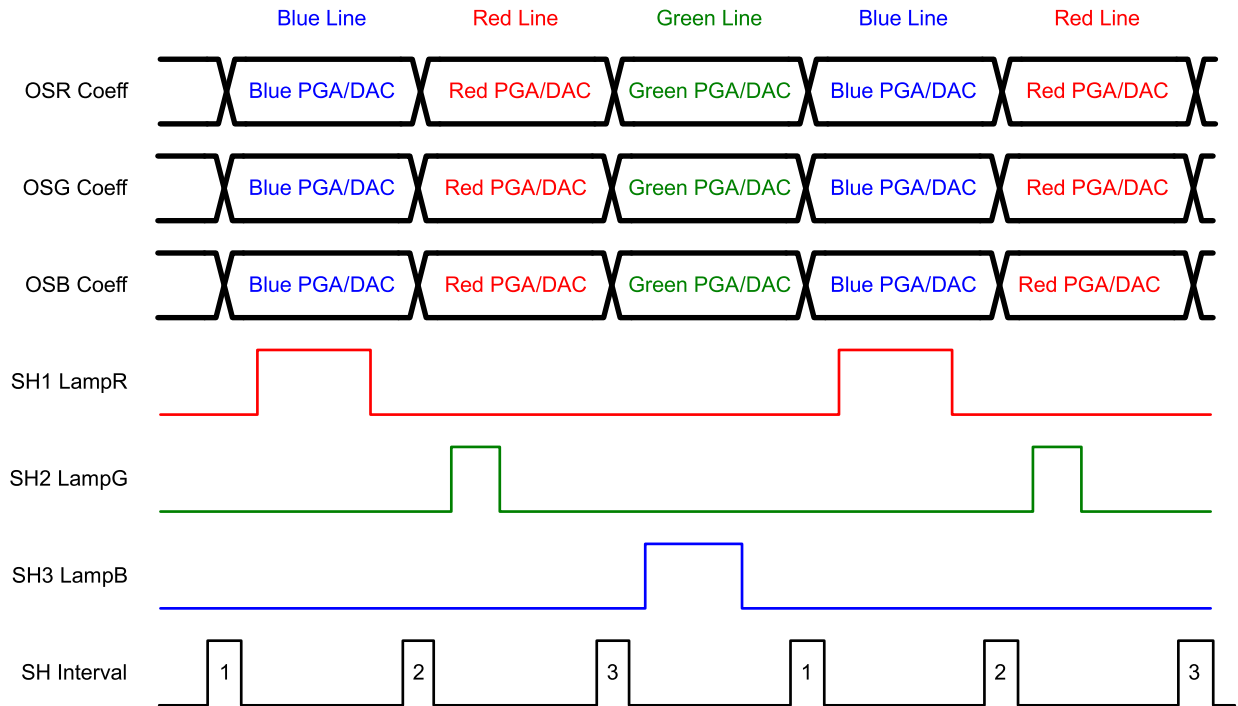 Blue Line Red Line Green Line Blue Line Red Line
OSR Coeff Blue PGA/DAC Red PGA/DAC Green PGA/DAC Blue PGA/DAC Red PGA/DAC
OSG Coeff Blue PGA/DAC Red PGA/DAC Green PGA/DAC Blue PGA/DAC Red PGA/DAC
OSB Coeff Blue PGA/DAC Red PGA/DAC Green PGA/DAC Blue PGA/DAC Red PGA/DAC
SH1 LampR
SH2 LampG
SH3 LampB
SH Interval 1 2 3 1 2 3